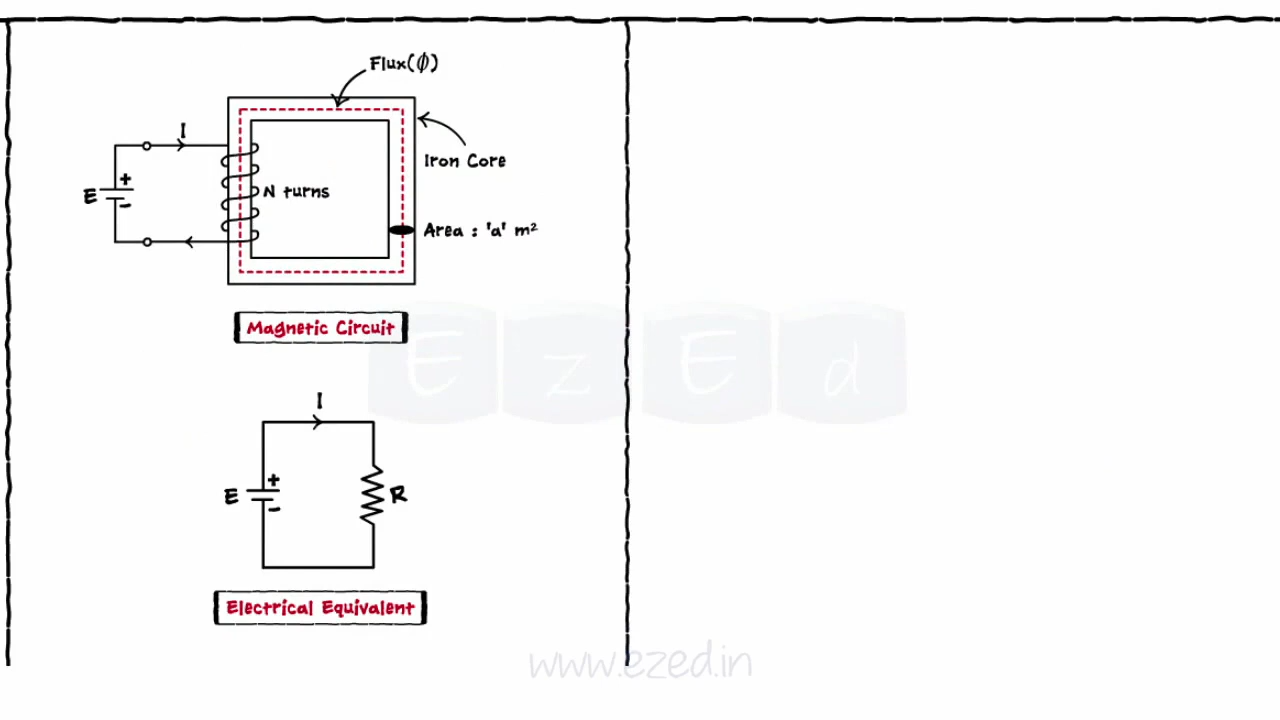 Flux(ϕ)
I
Iron Core
+
E
N turns
-
Area : 'a' m²
Magnetic Circuit
E z E d
I
+
E
R
-
Electrical Equivalent
www.ezed.in